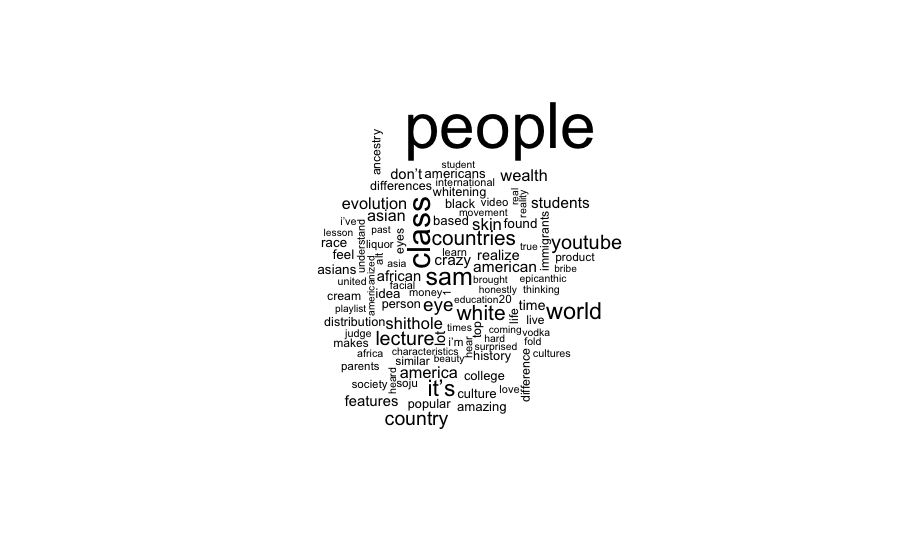 people
ancestry
student
don't americans wealth
international
differences
whitening
real
reality
evolution
class
black video students
asian
movement
i've
based skin found
immigrants
lesson
understand
past
eyes
countries
true
youtube
race
liquor
feel
alt
learn
crazy realize
product
asians
asia
american
bribe
united
americanized
african sam brought epicanthic
facial
cream
idea money← honestly thinking
playlist
person eye education20
life
time world
white
live
distribution shithole times
top
coming vodka
judge
lecture
lot
hard
makes
i'm
hear
surprised
fold
africa characteristics
history cultures
similar beauty
difference
parents
heard
america college
society soju it's culture love
features popular amazing
country